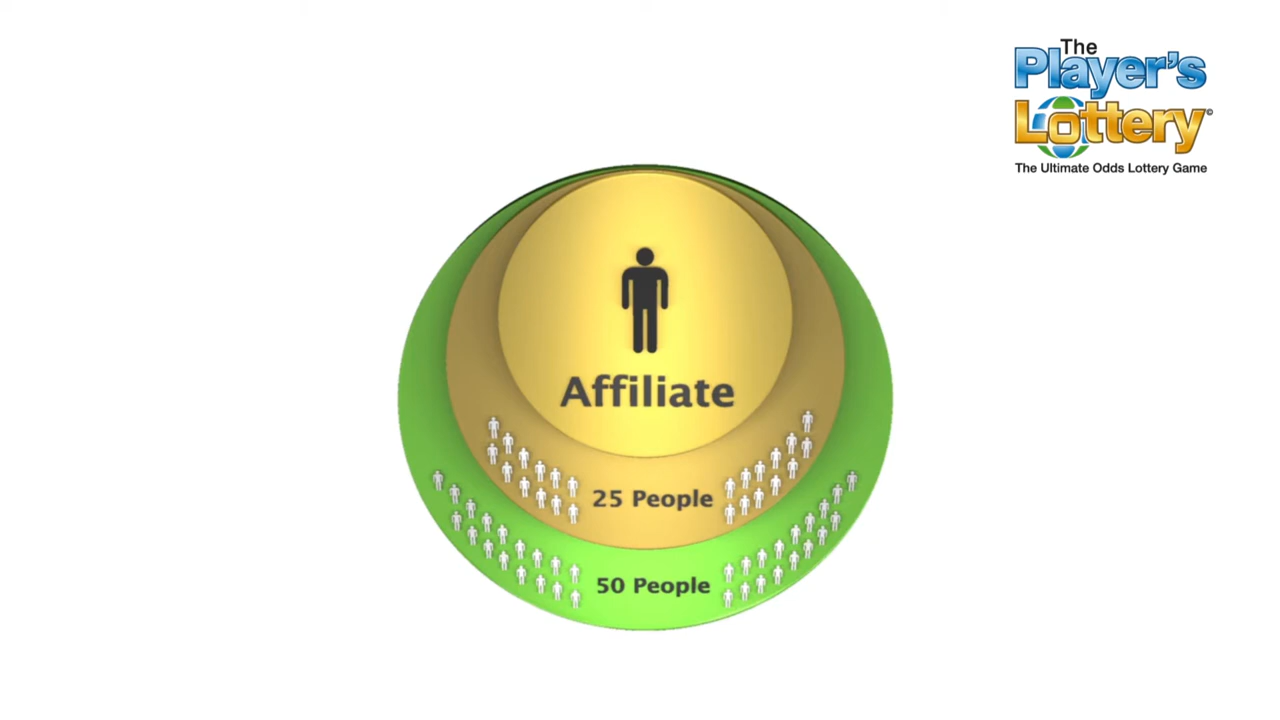 The
Player's
Lottery©
The Ultimate Odds Lottery Game
Affiliate
25 People
50 People